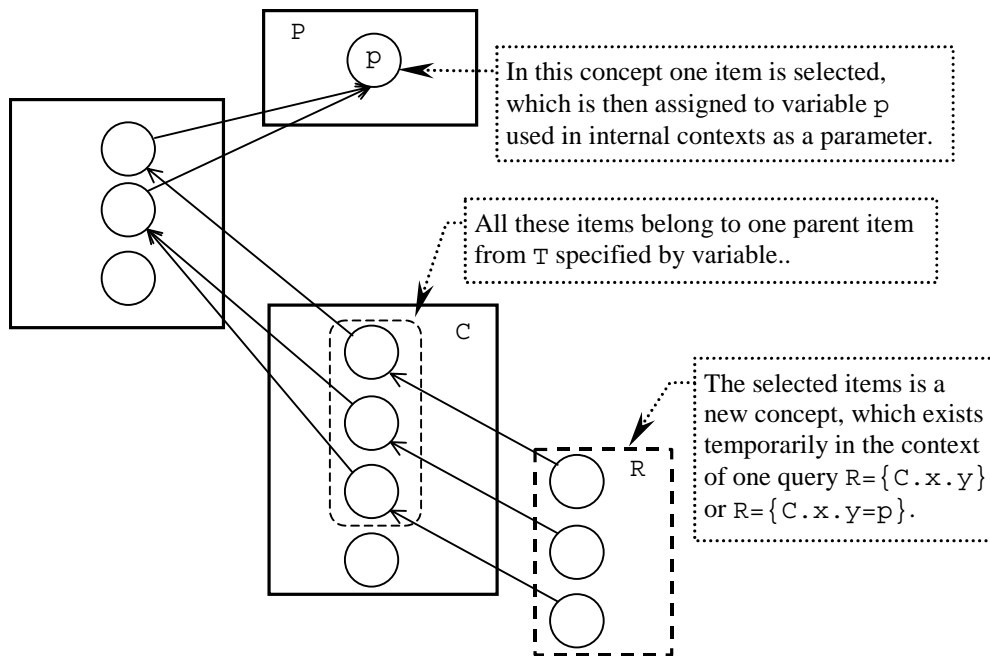 P
p
In this concept one item is selected,
which is then assigned to variable p
used in internal contexts as a parameter.
All these items belong to one parent item
from T specified by variable..
C
The selected items is a
new concept, which exists
temporarily in the context
of one query R={C.x.y}
or R={C.x.y=p}.
R